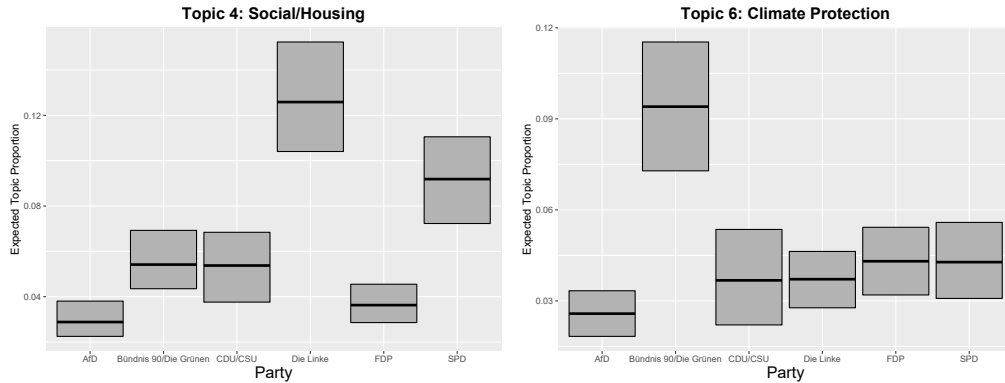 Topic 4: Social/Housing
Expected Topic Proportion
0.12
0.08
0.04
AfD Bündnis 90/Die Grünen CDU/CSU Die Linke FDP SPD
Party
Topic 6: Climate Protection
Expected Topic Proportion
0.12
0.09
0.06
0.03
AfD Bündnis 90/Die Grünen CDU/CSU Die Linke FDP SPD
Party